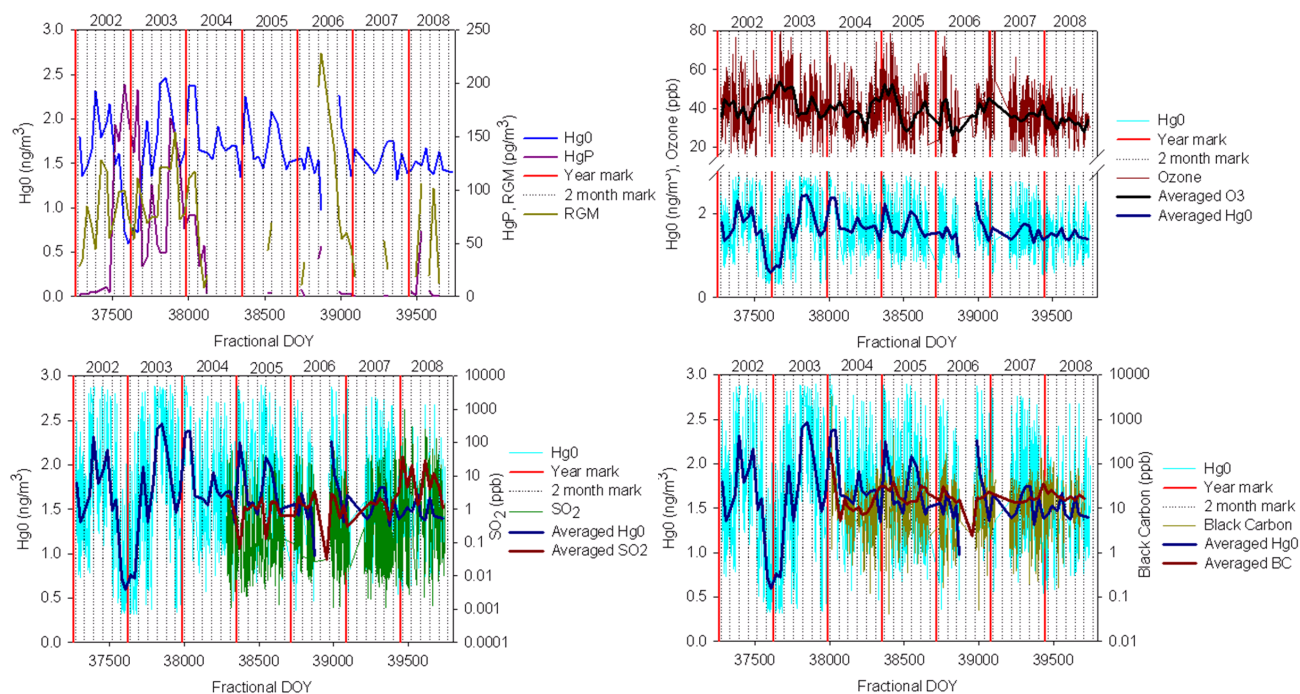 2002 2003 2004 2005 2006 2007 2008
3.0
2.5
2.0
1.5
1.0
0.5
0.0
Hg0 (ng/m³)
250
200
150
100
50
0
HgP, RGM (pg/m³)
37500 38000 38500 39000 39500
Fractional DOY
Hg0
HgP
Year mark
2 month mark
RGM
2002 2003 2004 2005 2006 2007 2008
80
60
40
20
2
0
Hg0 (ng/m³), Ozone (ppb)
37500 38000 38500 39000 39500
Fractional DOY
Hg0
Year mark
2 month mark
Ozone
Averaged O3
Averaged Hg0
2002 2003 2004 2005 2006 2007 2008
3.0
2.5
2.0
1.5
1.0
0.5
0.0
Hg0 (ng/m³)
10000
1000
100
10
1
0.1
0.01
0.001
0.0001
SO₂ (ppb)
37500 38000 38500 39000 39500
Fractional DOY
Hg0
Year mark
2 month mark
SO₂
Averaged Hg0
Averaged SO2
2002 2003 2004 2005 2006 2007 2008
3.0
2.5
2.0
1.5
1.0
0.5
0.0
Hg0 (ng/m³)
10000
1000
100
10
1
0.1
0.01
Black Carbon (ppb)
37500 38000 38500 39000 39500
Fractional DOY
Hg0
Year mark
2 month mark
Black Carbon
Averaged Hg0
Averaged BC